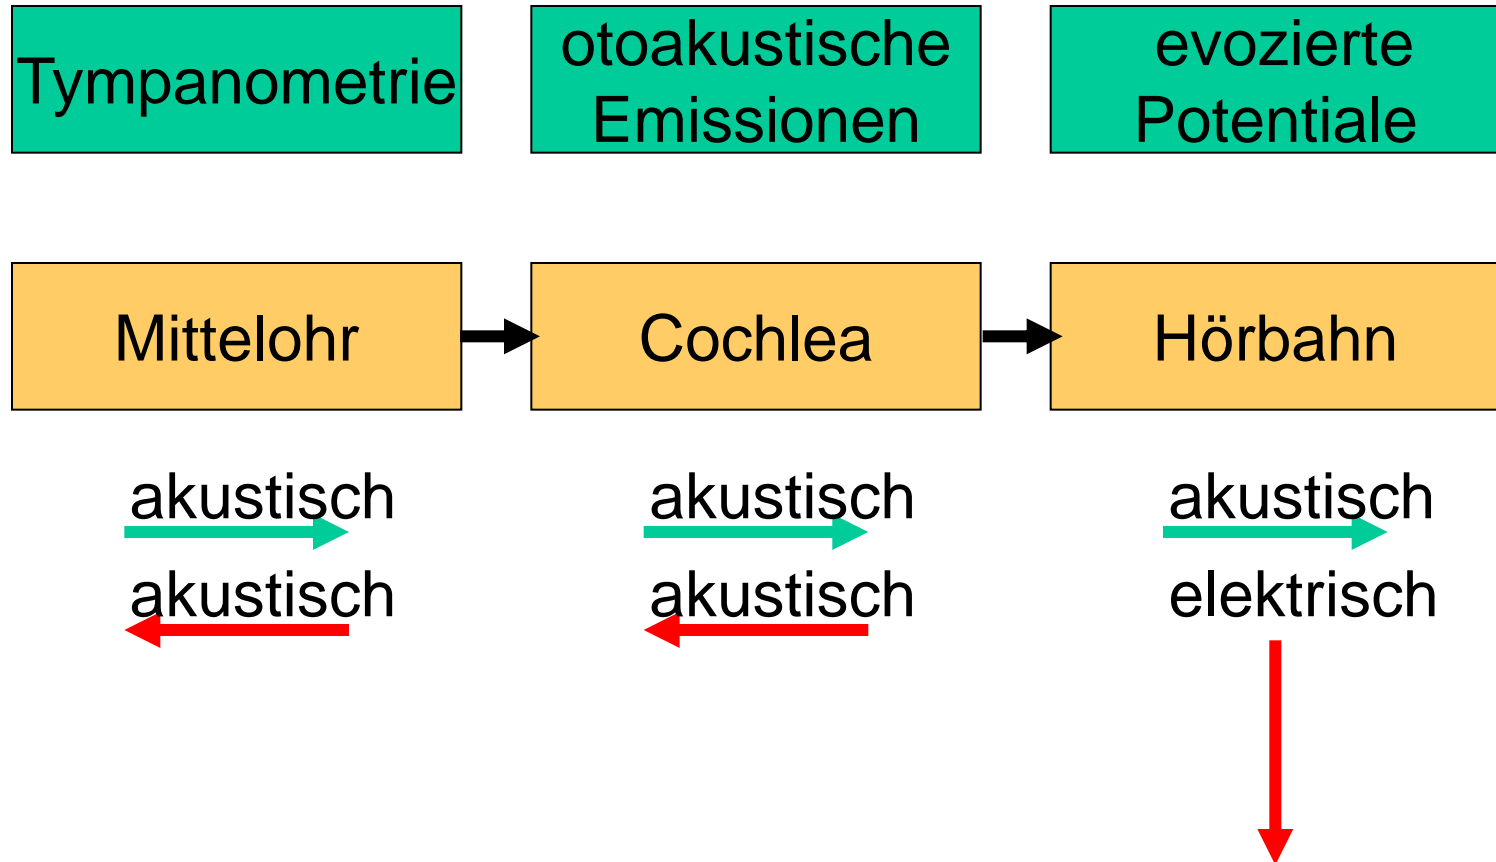 Tympanometrie
otoakustische
Emissionen
evozierte
Potentiale
Mittelohr
Cochlea
Hörbahn
akustisch
akustisch
akustisch
akustisch
akustisch
elektrisch